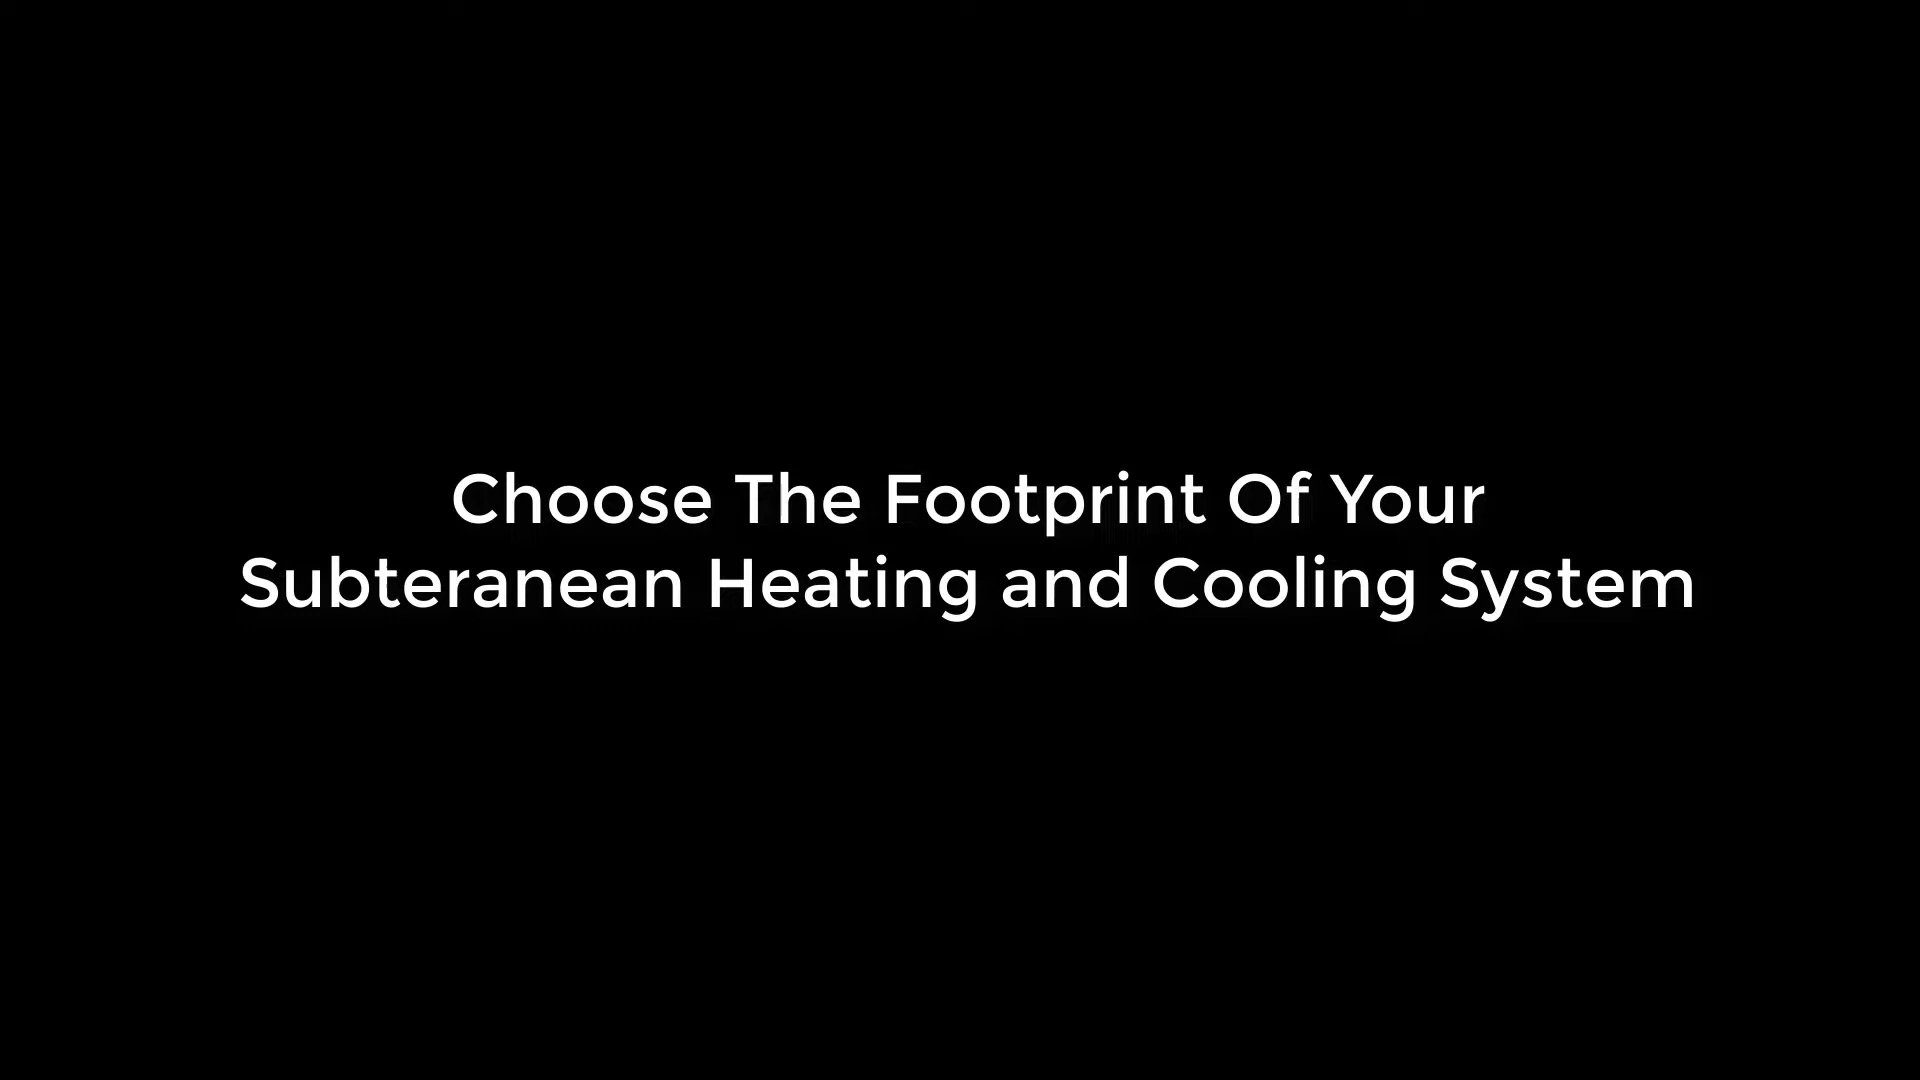 Choose The Footprint Of Your
Subteranean Heating and Cooling System